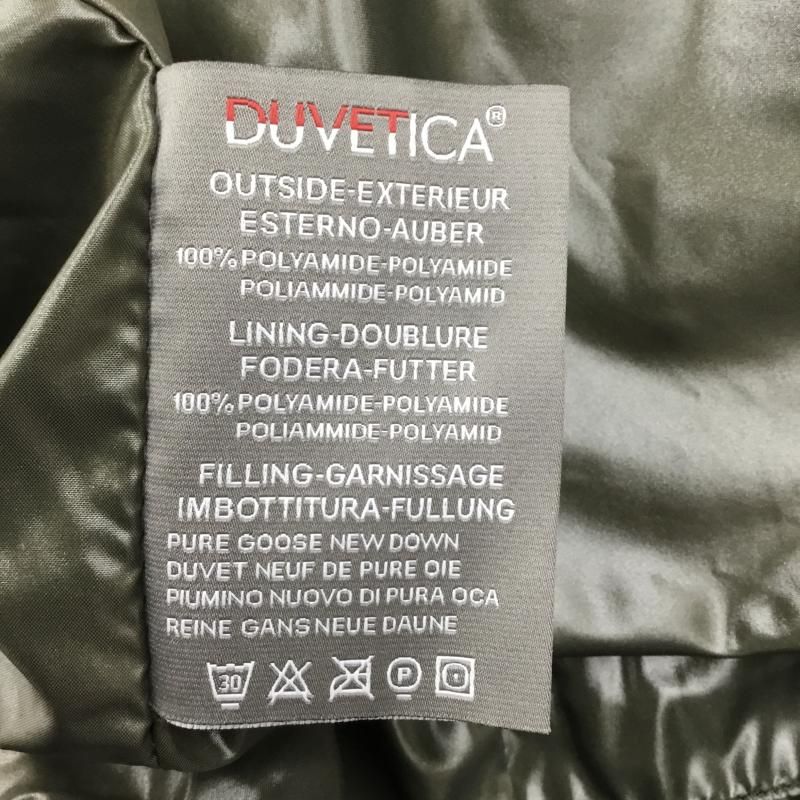 DUVETICA®
OUTSIDE-EXTERIEUR
ESTERNO-AUBER
100% POLYAMIDE-POLYAMIDE
POLIAMMIDE-POLYAMID
LINING-DOUBLURE
FODERA-FUTTER
100% POLYAMIDE-POLYAMIDE
POLIAMMIDE-POLYAMID
FILLING-GARNISSAGE
IMBOTTITURA-FULLUNG
PURE GOOSE NEW DOWN
DUVET NEUF DE PURE OIE
PIUMINO NUOVO DI PURA OCA
REINE GANS NEUE DAUNE
30 P